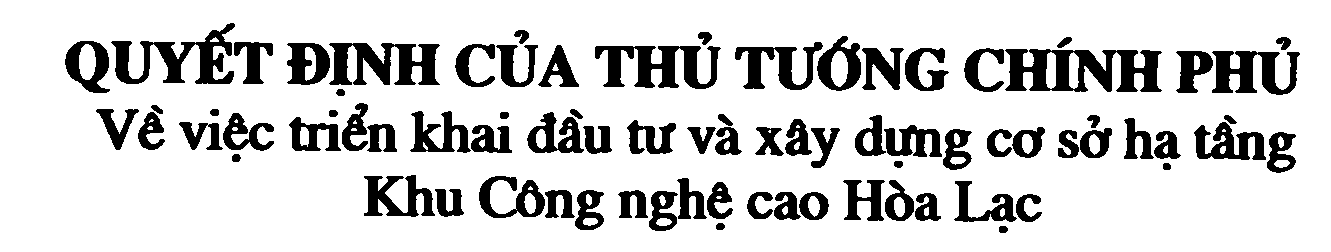 QUYẾT ĐỊNH CỦA THỦ TƯỚNG CHÍNH PHỦ
Về việc triển khai đầu tư và xây dựng cơ sở hạ tầng
Khu Công nghệ cao Hòa Lạc